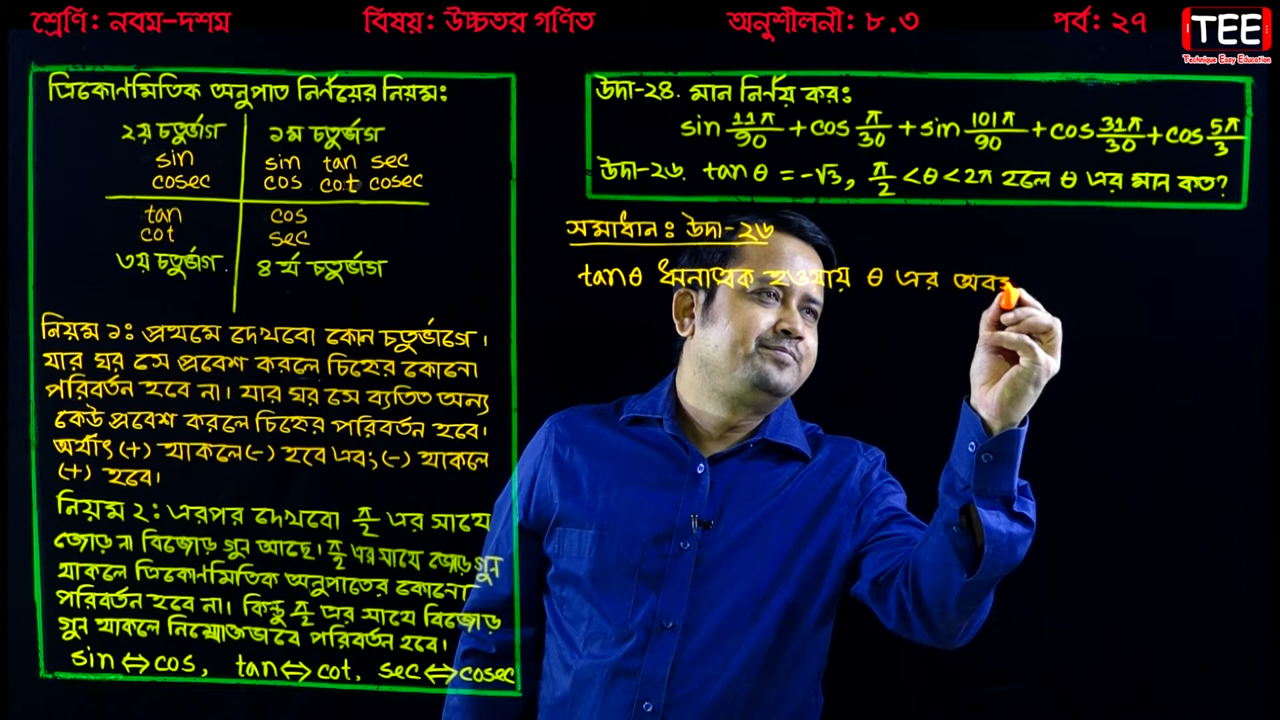 শ্রেণি: নবম-দশম
বিষয়: উচ্চতর গণিত
অনুশীলনী: ৮.৩
পর্ব: ২৭
TEE
Technique Easy Education
ত্রিকোণমিতিক অনুপাত নির্ণয়ের নিয়ম:
২য় চতুর্ভাগ
১ম চতুর্ভাগ
sin
cosec
sin tan sec
cos cot cosec
tan
cot
cos
sec
৩য় চতুর্ভাগ
৪র্থ চতুর্ভাগ
নিয়ম ১: প্রথমে দেখবো কোন চতুর্ভাগে।
যার ঘর সে প্রবেশ করলে চিহ্নের কোনো
পরিবর্তন হবে না। যার ঘর সে ব্যতিত অন্য
কেউ প্রবেশ করলে চিহ্নের পরিবর্তন হবে।
অর্থাৎ (+) থাকলে (-) হবে এবং (-) থাকলে
(+) হবে।
নিয়ম ২: এরপর দেখবো π/2 এর সাথে
জোড় না বিজোড় গুন আছে। π/2 এর সাথে জোড় গুন
থাকলে ত্রিকোণমিতিক অনুপাতের কোনো
পরিবর্তন হবে না। কিন্তু π/2 এর সাথে বিজোড়
গুন থাকলে নিম্নোক্তভাবে পরিবর্তন হবে।
sin⇔cos, tan⇔cot, sec⇔cosec
উদা-২৪. মান নির্ণয় কর:
sin 11π/90 + cos π/30 + sin 101π/90 + cos 31π/30 + cos 5π/3
উদা-২৬. tan θ = -√3, π/2 < θ < 2π হলে θ এর মান কত?
সমাধান: উদা-২৬
tanθ ঋনাত্মক হওয়ায় θ এর